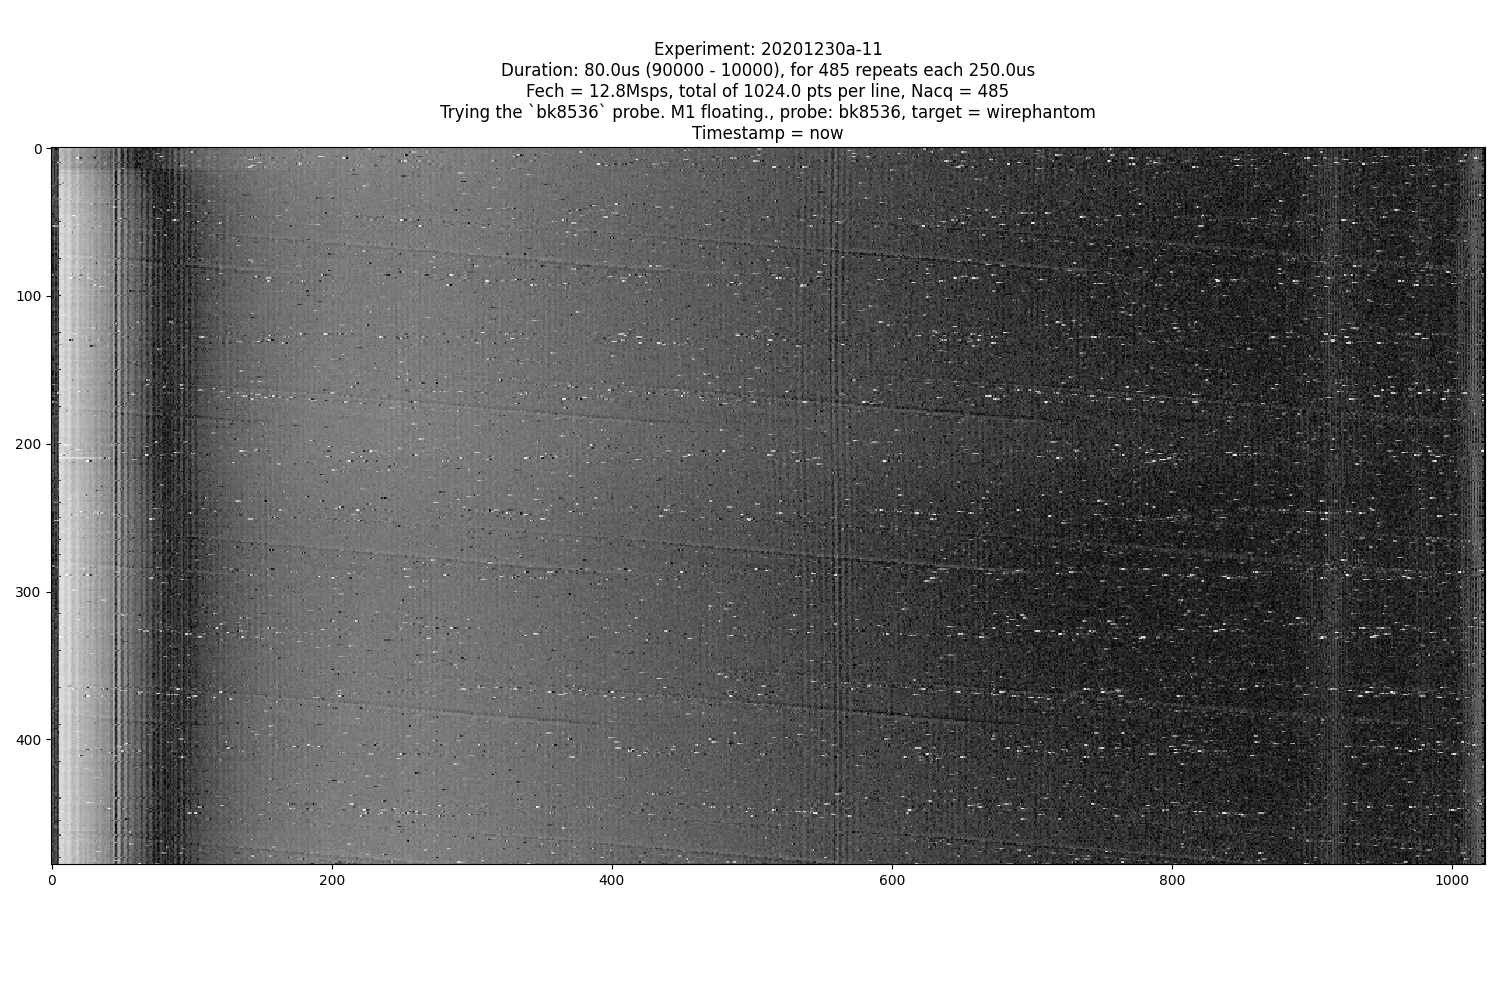 Experiment: 20201230a-11
Duration: 80.0us (90000 - 10000), for 485 repeats each 250.0us
Fech = 12.8Msps, total of 1024.0 pts per line, Nacq = 485
Trying the `bk8536` probe. M1 floating., probe: bk8536, target = wirephantom
Timestamp = now
0
100
200
300
400
0 200 400 600 800 1000